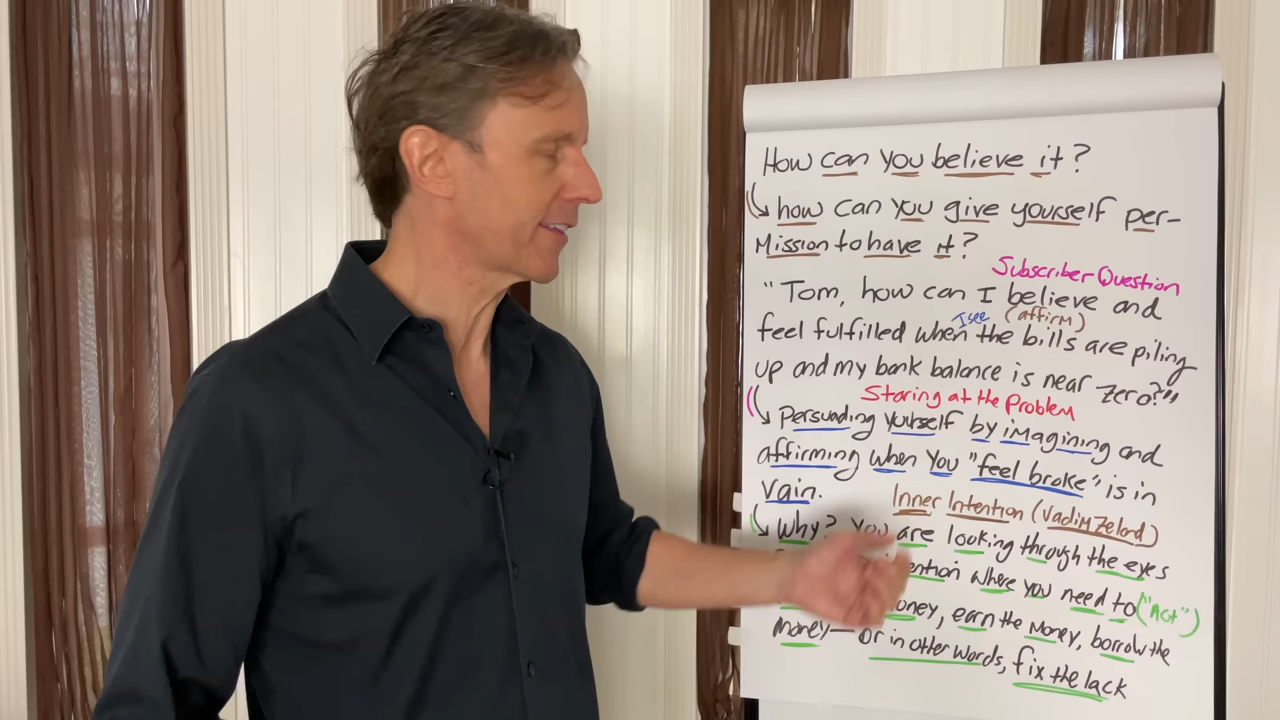 How can you believe it?
how can you give yourself per-
mission to have it?
Subscriber Question
"Tom, how can I believe and
I see (affirm)
feel fulfilled when the bills are piling
up and my bank balance is near zero?"
Staring at the Problem
Persuading yourself by imagining and
affirming when you "feel broke" is in
vain.
Inner Intention (Vadim Zeland)
Why? You are looking through the eyes
ention where you need to ("Act")
oney, earn the money, borrow the
money— or in other words, fix the lack